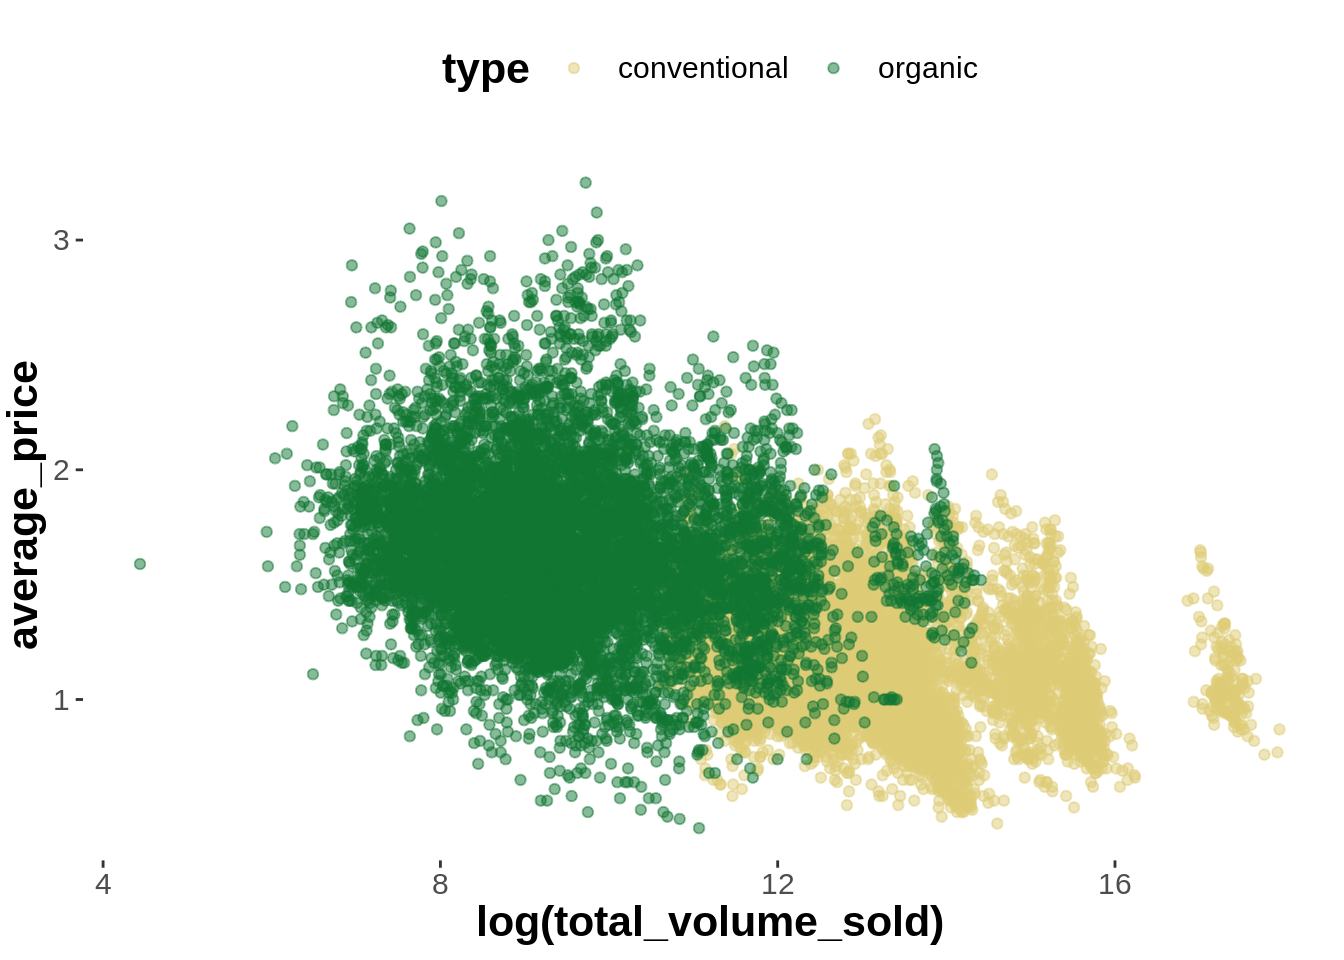 type conventional organic
average_price
3
2
1
4 8 12 16
log(total_volume_sold)